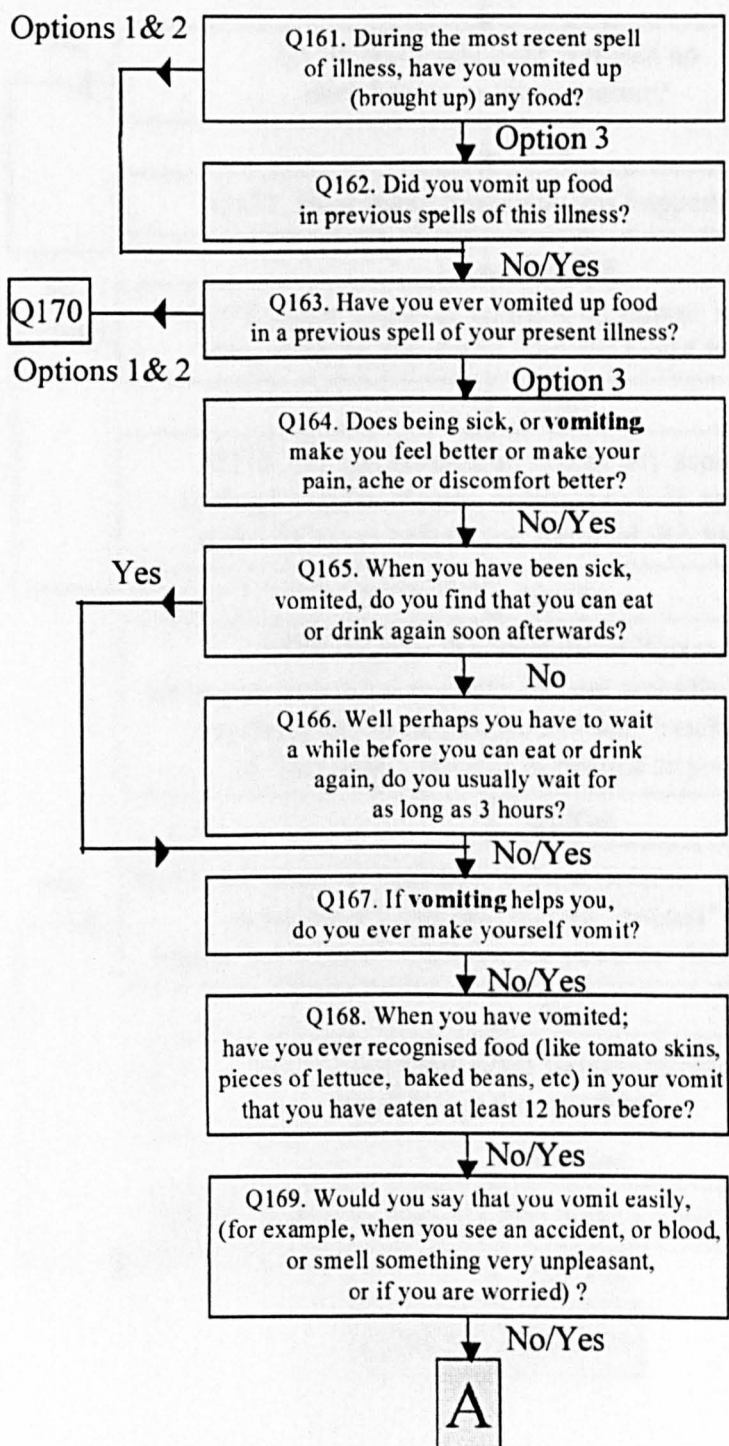 Options 1& 2
Q161. During the most recent spell
of illness, have you vomited up
(brought up) any food?
Option 3
Q162. Did you vomit up food
in previous spells of this illness?
No/Yes
Q170
Q163. Have you ever vomited up food
in a previous spell of your present illness?
Options 1& 2
Option 3
Q164. Does being sick, or vomiting
make you feel better or make your
pain, ache or discomfort better?
No/Yes
Yes
Q165. When you have been sick,
vomited, do you find that you can eat
or drink again soon afterwards?
No
Q166. Well perhaps you have to wait
a while before you can eat or drink
again, do you usually wait for
as long as 3 hours?
No/Yes
Q167. If vomiting helps you,
do you ever make yourself vomit?
No/Yes
Q168. When you have vomited;
have you ever recognised food (like tomato skins,
pieces of lettuce, baked beans, etc) in your vomit
that you have eaten at least 12 hours before?
No/Yes
Q169. Would you say that you vomit easily,
(for example, when you see an accident, or blood,
or smell something very unpleasant,
or if you are worried) ?
No/Yes
A